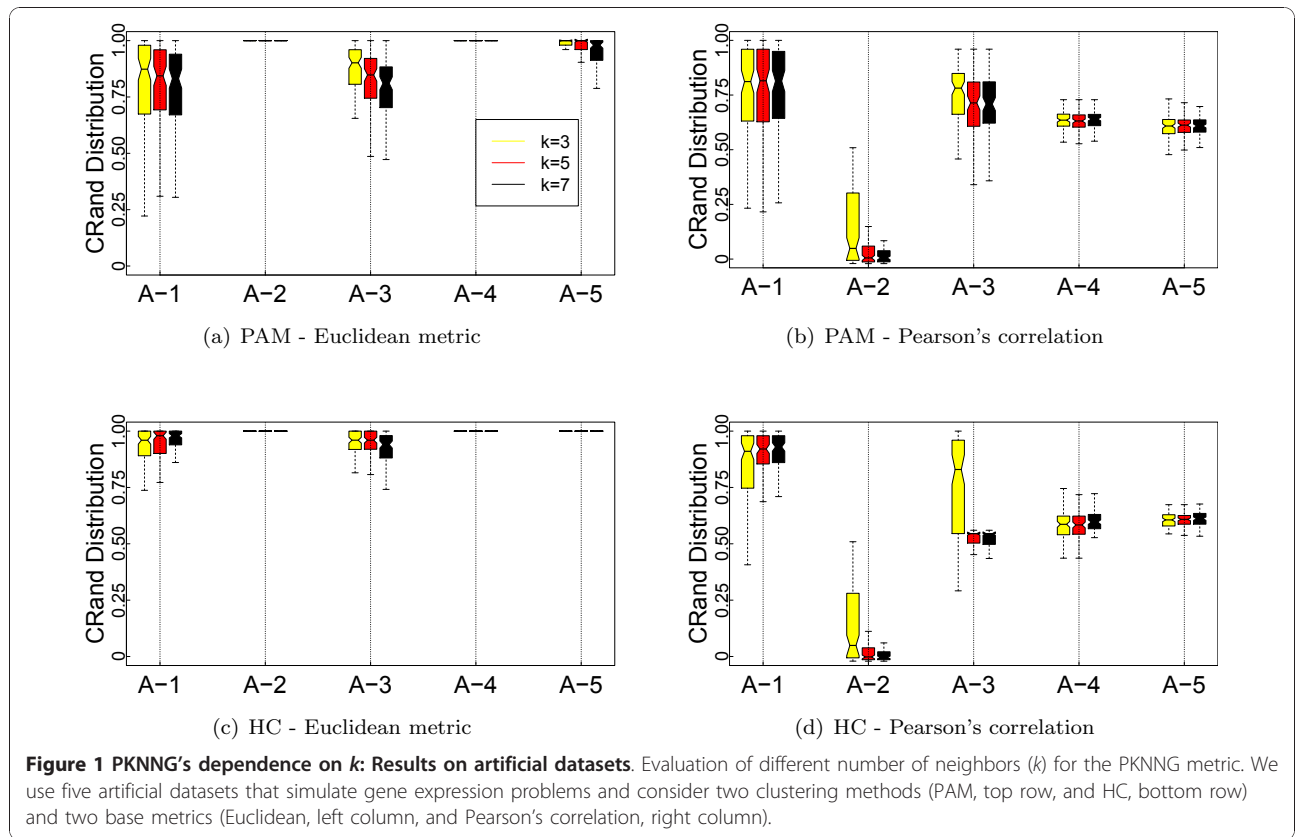 CRand Distribution
1.00
0.75
0.50
0.25
0
k=3
k=5
k=7
A−1 A−2 A−3 A−4 A−5
(a) PAM - Euclidean metric
CRand Distribution
1.00
0.75
0.50
0.25
0
A−1 A−2 A−3 A−4 A−5
(b) PAM - Pearson's correlation
CRand Distribution
1.00
0.75
0.50
0.25
0
A−1 A−2 A−3 A−4 A−5
(c) HC - Euclidean metric
CRand Distribution
1.00
0.75
0.50
0.25
0
A−1 A−2 A−3 A−4 A−5
(d) HC - Pearson's correlation
Figure 1 PKNNG's dependence on k: Results on artificial datasets. Evaluation of different number of neighbors (k) for the PKNNG metric. We
use five artificial datasets that simulate gene expression problems and consider two clustering methods (PAM, top row, and HC, bottom row)
and two base metrics (Euclidean, left column, and Pearson's correlation, right column).